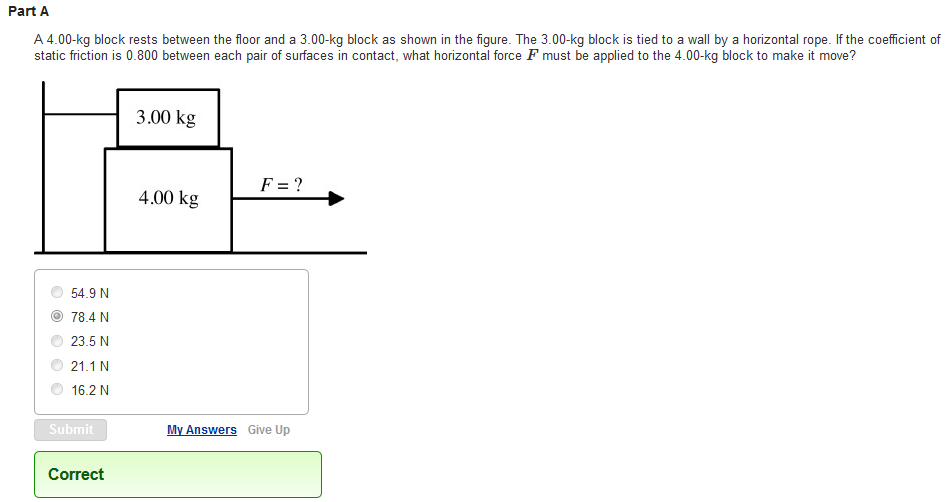 Part A
A 4.00-kg block rests between the floor and a 3.00-kg block as shown in the figure. The 3.00-kg block is tied to a wall by a horizontal rope. If the coefficient of
static friction is 0.800 between each pair of surfaces in contact, what horizontal force F must be applied to the 4.00-kg block to make it move?
3.00 kg
F = ?
4.00 kg
54.9 N
78.4 N
23.5 N
21.1 N
16.2 N
Submit My Answers Give Up
Correct